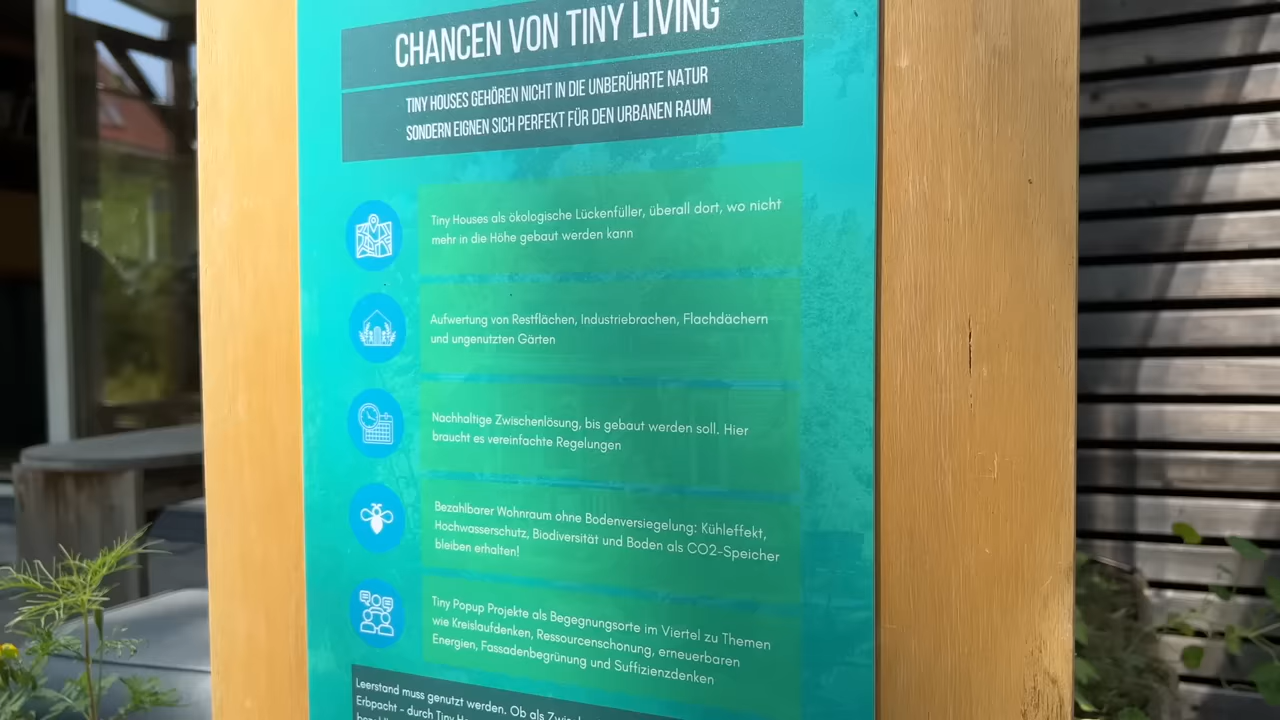 CHANCEN VON TINY LIVING
TINY HOUSES GEHÖREN NICHT IN DIE UNBERÜHRTE NATUR
SONDERN EIGNEN SICH PERFEKT FÜR DEN URBANEN RAUM
Tiny Houses als ökologische Lückenfüller, überall dort, wo nicht
mehr in die Höhe gebaut werden kann
Aufwertung von Restflächen, Industriebrachen, Flachdächern
und ungenutzten Gärten
Nachhaltige Zwischenlösung, bis gebaut werden soll. Hier
braucht es vereinfachte Regelungen
Bezahlbarer Wohnraum ohne Bodenversiegelung: Kühleffekt,
Hochwasserschutz, Biodiversität und Boden als CO2-Speicher
bleiben erhalten!
Tiny Popup Projekte als Begegnungsorte im Viertel zu Themen
wie Kreislaufdenken, Ressourcenschonung, erneuerbaren
Energien, Fassadenbegrünung und Suffizienzdenken
Leerstand muss genutzt werden. Ob als
Erbpacht - durch Tiny